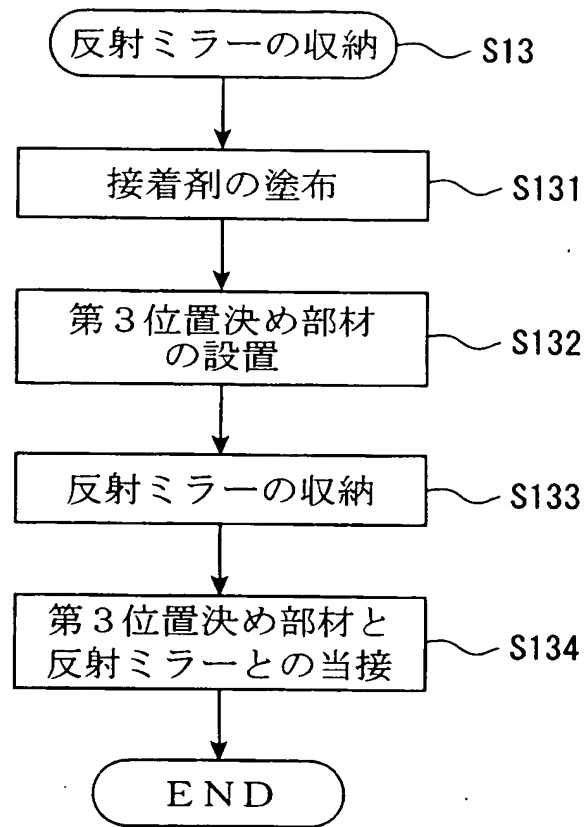 反射ミラーの収納
S13
接着剤の塗布
S131
第３位置決め部材
の設置
S132
反射ミラーの収納
S133
第３位置決め部材と
反射ミラーとの当接
S134
END